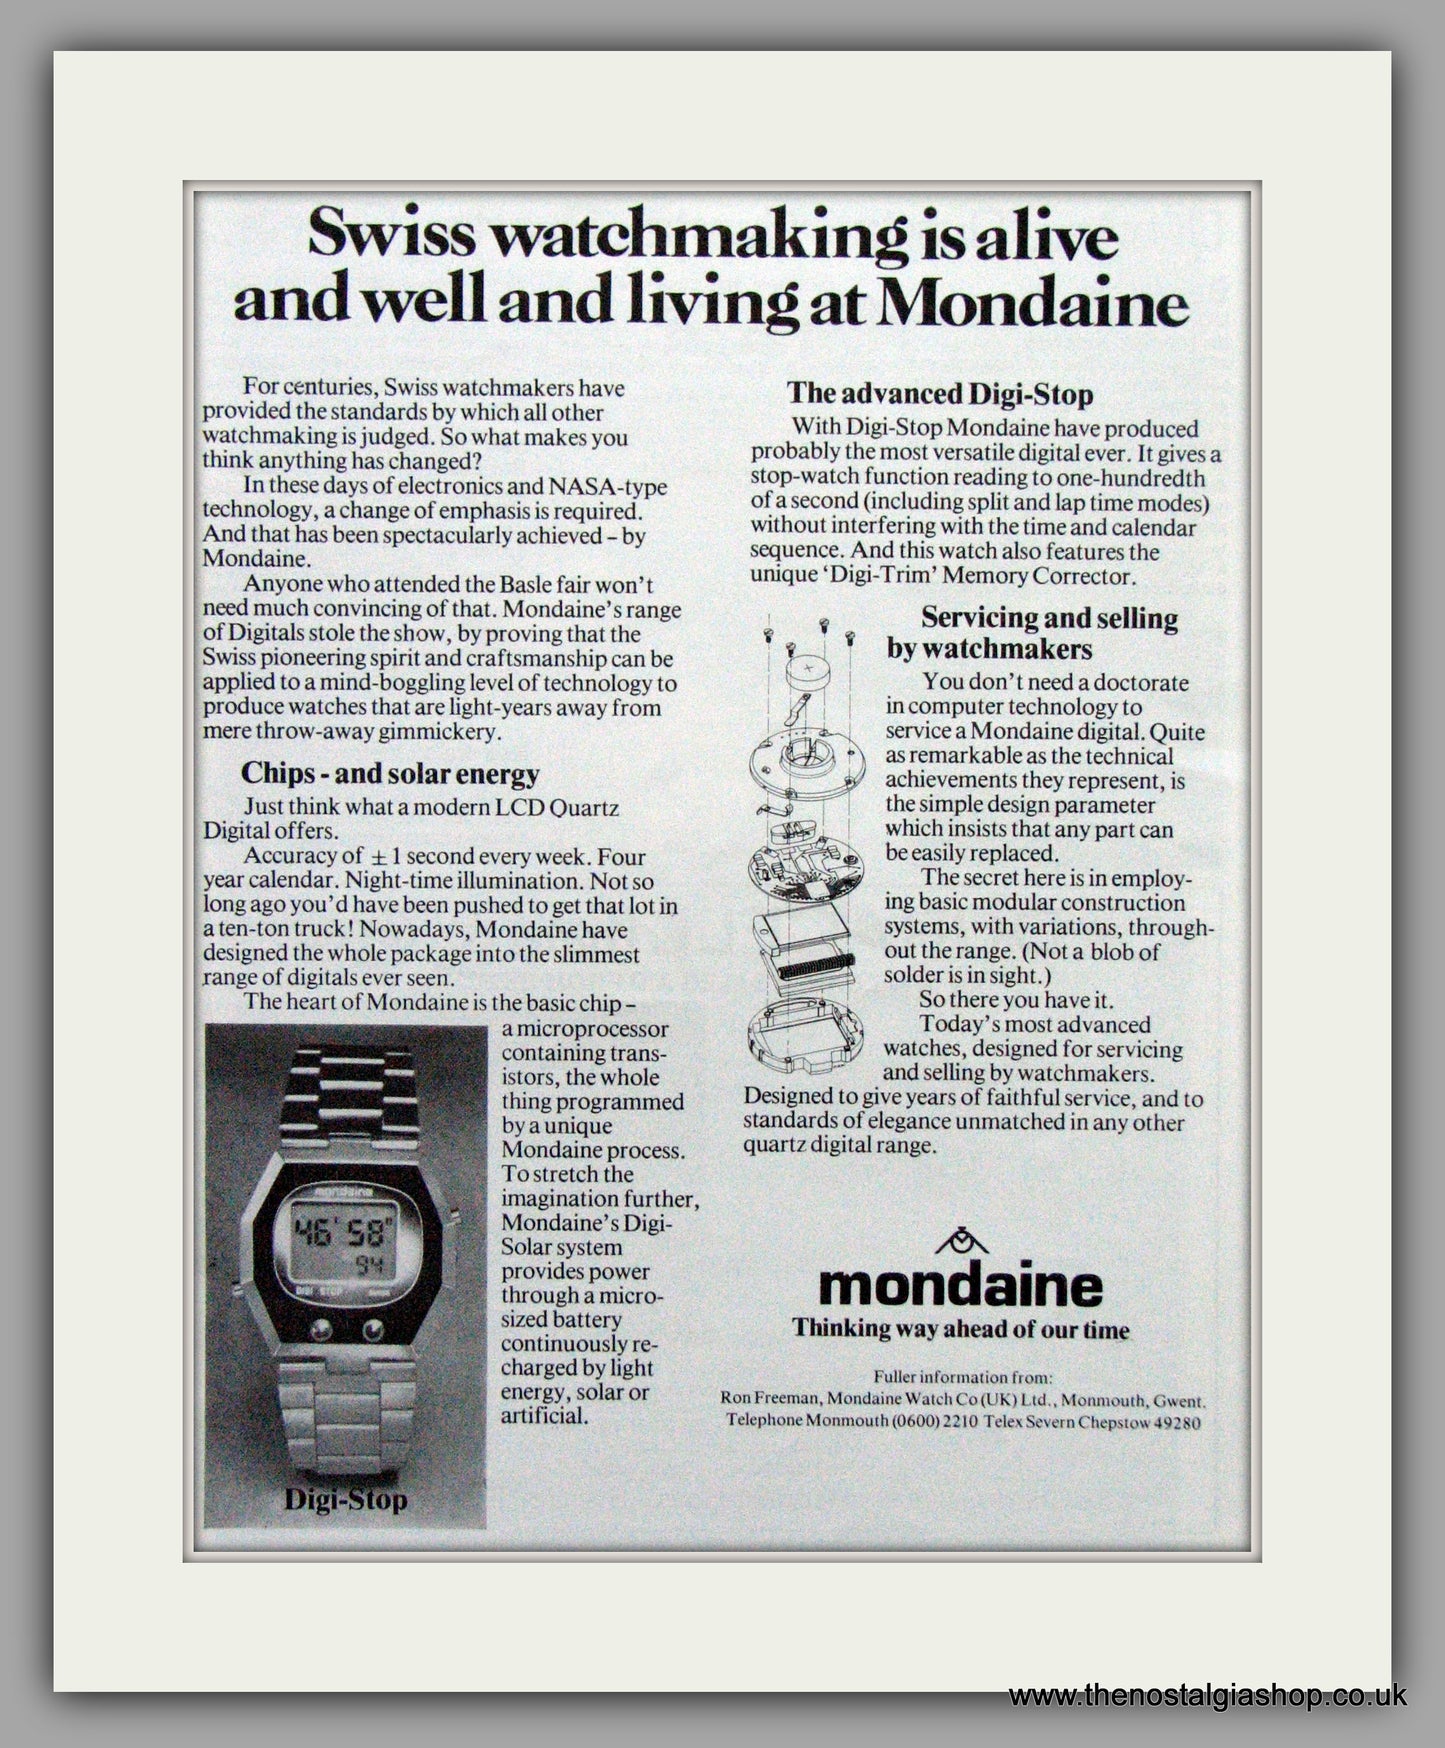 Swiss watchmaking is alive
and well and living at Mondaine
For centuries, Swiss watchmakers have
provided the standards by which all other
watchmaking is judged. So what makes you
think anything has changed?
In these days of electronics and NASA-type
technology, a change of emphasis is required.
And that has been spectacularly achieved – by
Mondaine.
Anyone who attended the Basle fair won't
need much convincing of that. Mondaine's range
of Digitals stole the show, by proving that the
Swiss pioneering spirit and craftsmanship can be
applied to a mind-boggling level of technology to
produce watches that are light-years away from
mere throw-away gimmickery.
Chips - and solar energy
Just think what a modern LCD Quartz
Digital offers.
Accuracy of ± 1 second every week. Four
year calendar. Night-time illumination. Not so
long ago you'd have been pushed to get that lot in
a ten-ton truck! Nowadays, Mondaine have
designed the whole package into the slimmest
range of digitals ever seen.
The heart of Mondaine is the basic chip –
a microprocessor
containing trans-
istors, the whole
thing programmed
by a unique
Mondaine process.
To stretch the
imagination further,
Mondaine's Digi-
Solar system
provides power
through a micro-
sized battery
continuously re-
charged by light
energy, solar or
artificial.
mondaine
46' 58"
94
DIGI STOP
Digi-Stop
The advanced Digi-Stop
With Digi-Stop Mondaine have produced
probably the most versatile digital ever. It gives a
stop-watch function reading to one-hundredth
of a second (including split and lap time modes)
without interfering with the time and calendar
sequence. And this watch also features the
unique 'Digi-Trim' Memory Corrector.
Servicing and selling
by watchmakers
You don't need a doctorate
in computer technology to
service a Mondaine digital. Quite
as remarkable as the technical
achievements they represent, is
the simple design parameter
which insists that any part can
be easily replaced.
The secret here is in employ-
ing basic modular construction
systems, with variations, through-
out the range. (Not a blob of
solder is in sight.)
So there you have it.
Today's most advanced
watches, designed for servicing
and selling by watchmakers.
Designed to give years of faithful service, and to
standards of elegance unmatched in any other
quartz digital range.
mondaine
Thinking way ahead of our time
Fuller information from:
Ron Freeman, Mondaine Watch Co (UK) Ltd., Monmouth, Gwent.
Telephone Monmouth (0600) 2210 Telex Severn Chepstow 49280
www.thenostalgiashop.co.uk